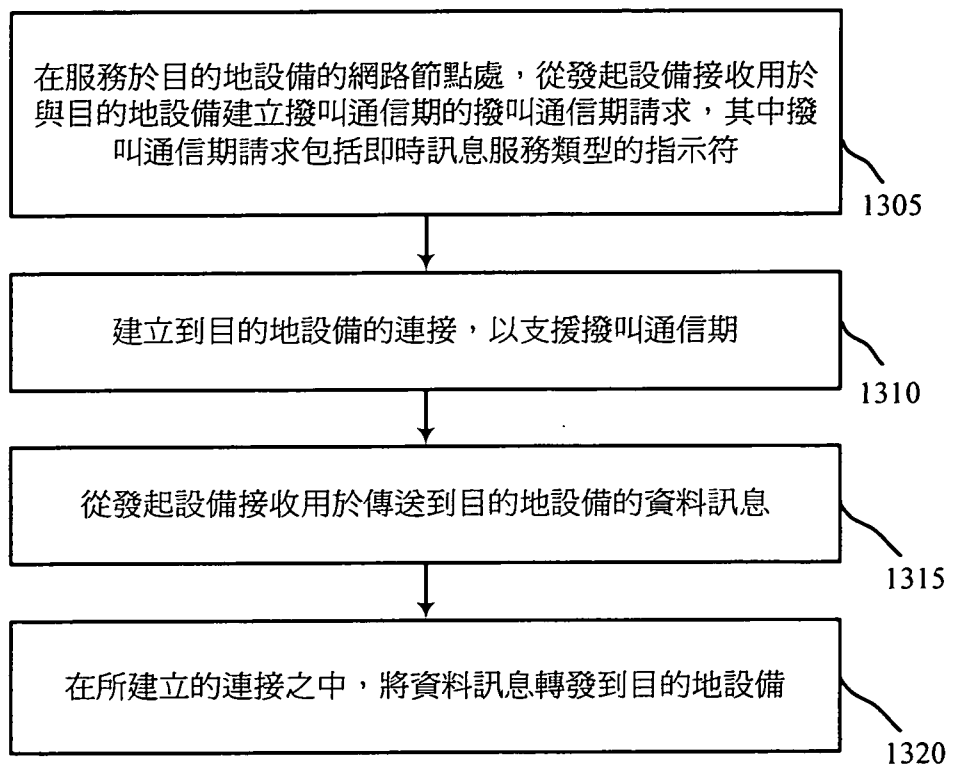 在服務於目的地設備的網路節點處，從發起設備接收用於
與目的地設備建立撥叫通信期的撥叫通信期請求，其中撥
叫通信期請求包括即時訊息服務類型的指示符
1305
建立到目的地設備的連接，以支援撥叫通信期
1310
從發起設備接收用於傳送到目的地設備的資料訊息
1315
在所建立的連接之中，將資料訊息轉發到目的地設備
1320